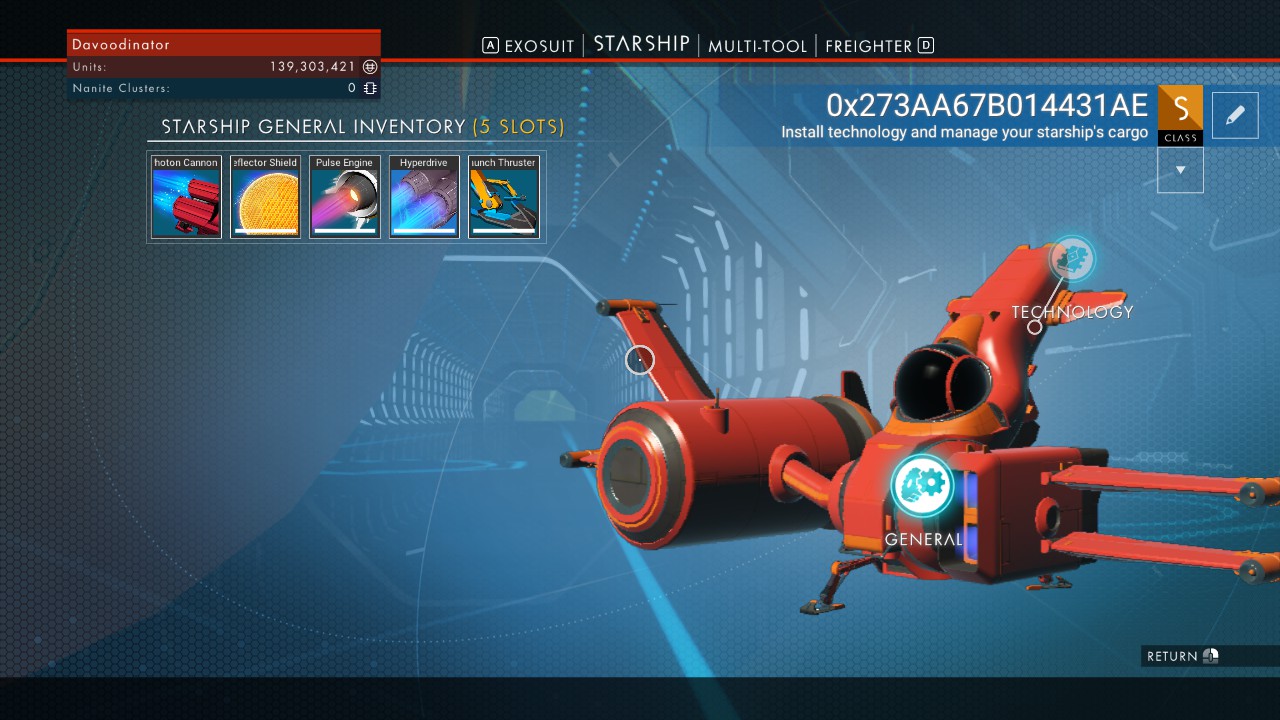 Davoodinator
Units: 139,303,421
Nanite Clusters: 0
A EXOSUIT STARSHIP MULTI-TOOL FREIGHTER D
0x273AA67B014431AE
Install technology and manage your starship's cargo
S
CLASS
STARSHIP GENERAL INVENTORY (5 SLOTS)
hoton Cannon eflector Shield Pulse Engine Hyperdrive unch Thruster
TECHNOLOGY
GENERAL
RETURN